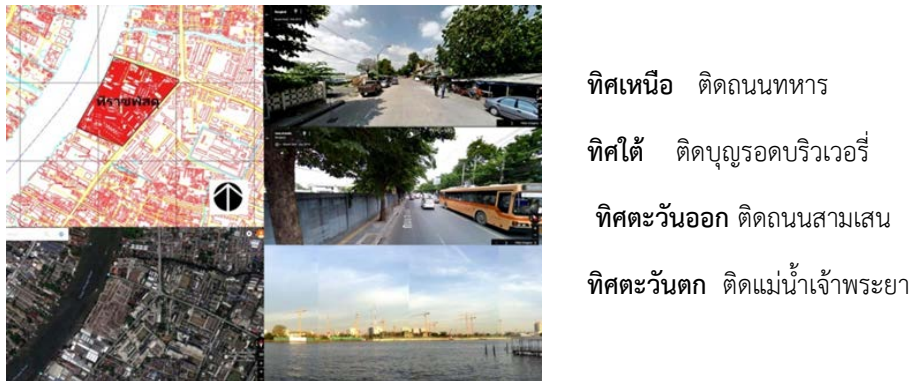 ที่ราชพัสดุ
ทิศเหนือ ติดถนนทหาร
ทิศใต้ ติดบุญรอดบริวเวอรี่
ทิศตะวันออก ติดถนนสามเสน
ทิศตะวันตก ติดแม่น้ำเจ้าพระยา